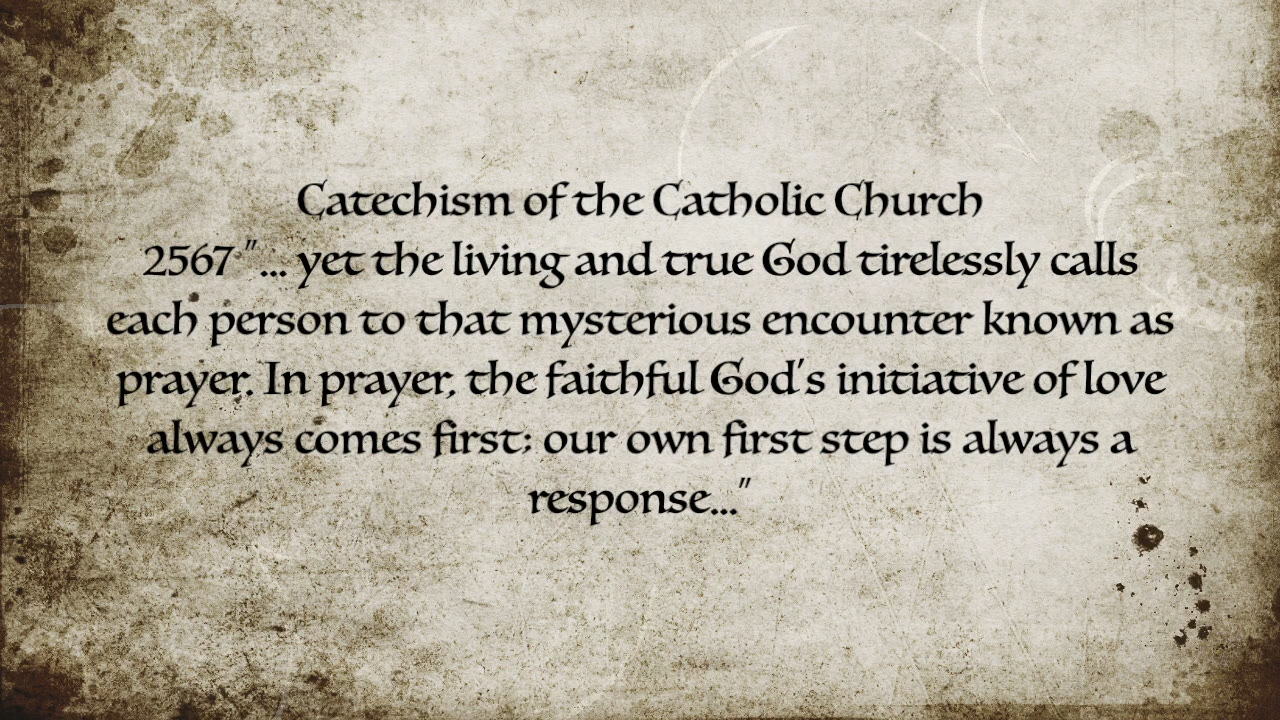 Catechism of the Catholic Church
2567 "... yet the living and true God tirelessly calls
each person to that mysterious encounter known as
prayer. In prayer, the faithful God's initiative of love
always comes first; our own first step is always a
response..."